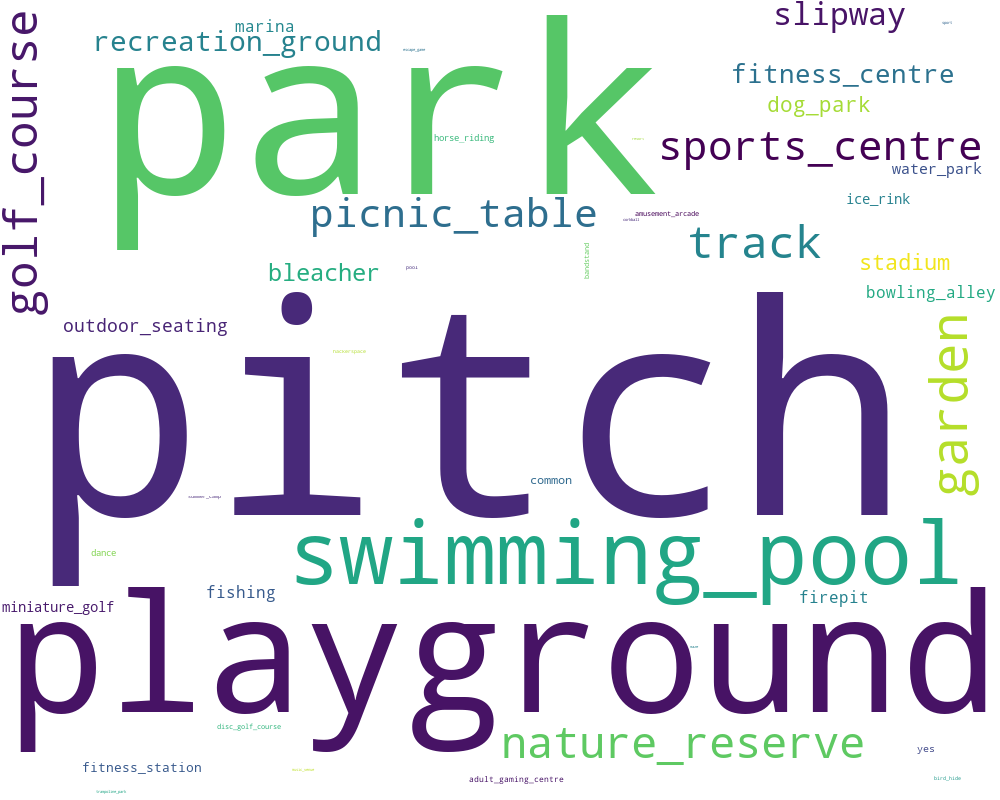 golf_course
marina
recreation_ground
park
slipway
sport
escape_game
fitness_centre
dog_park
horse_riding
sports_centre
water_park
ice_rink
picnic_table
amusement_arcade
track
bandstand
bleacher
pool
stadium
bowling_alley
outdoor_seating
garden
hackerspace
pitch
common
summer_camp
swimming_pool
dance
fishing
firepit
miniature_golf
playground
disc_golf_course
nature_reserve
yes
fitness_station
adult_gaming_centre
bird_hide
trampoline_park